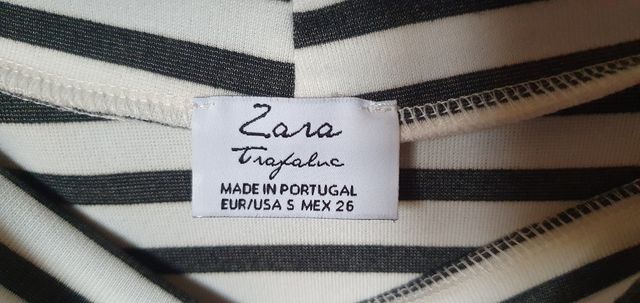 Zara
Trafaluc
MADE IN PORTUGAL
EUR/USA S MEX 26